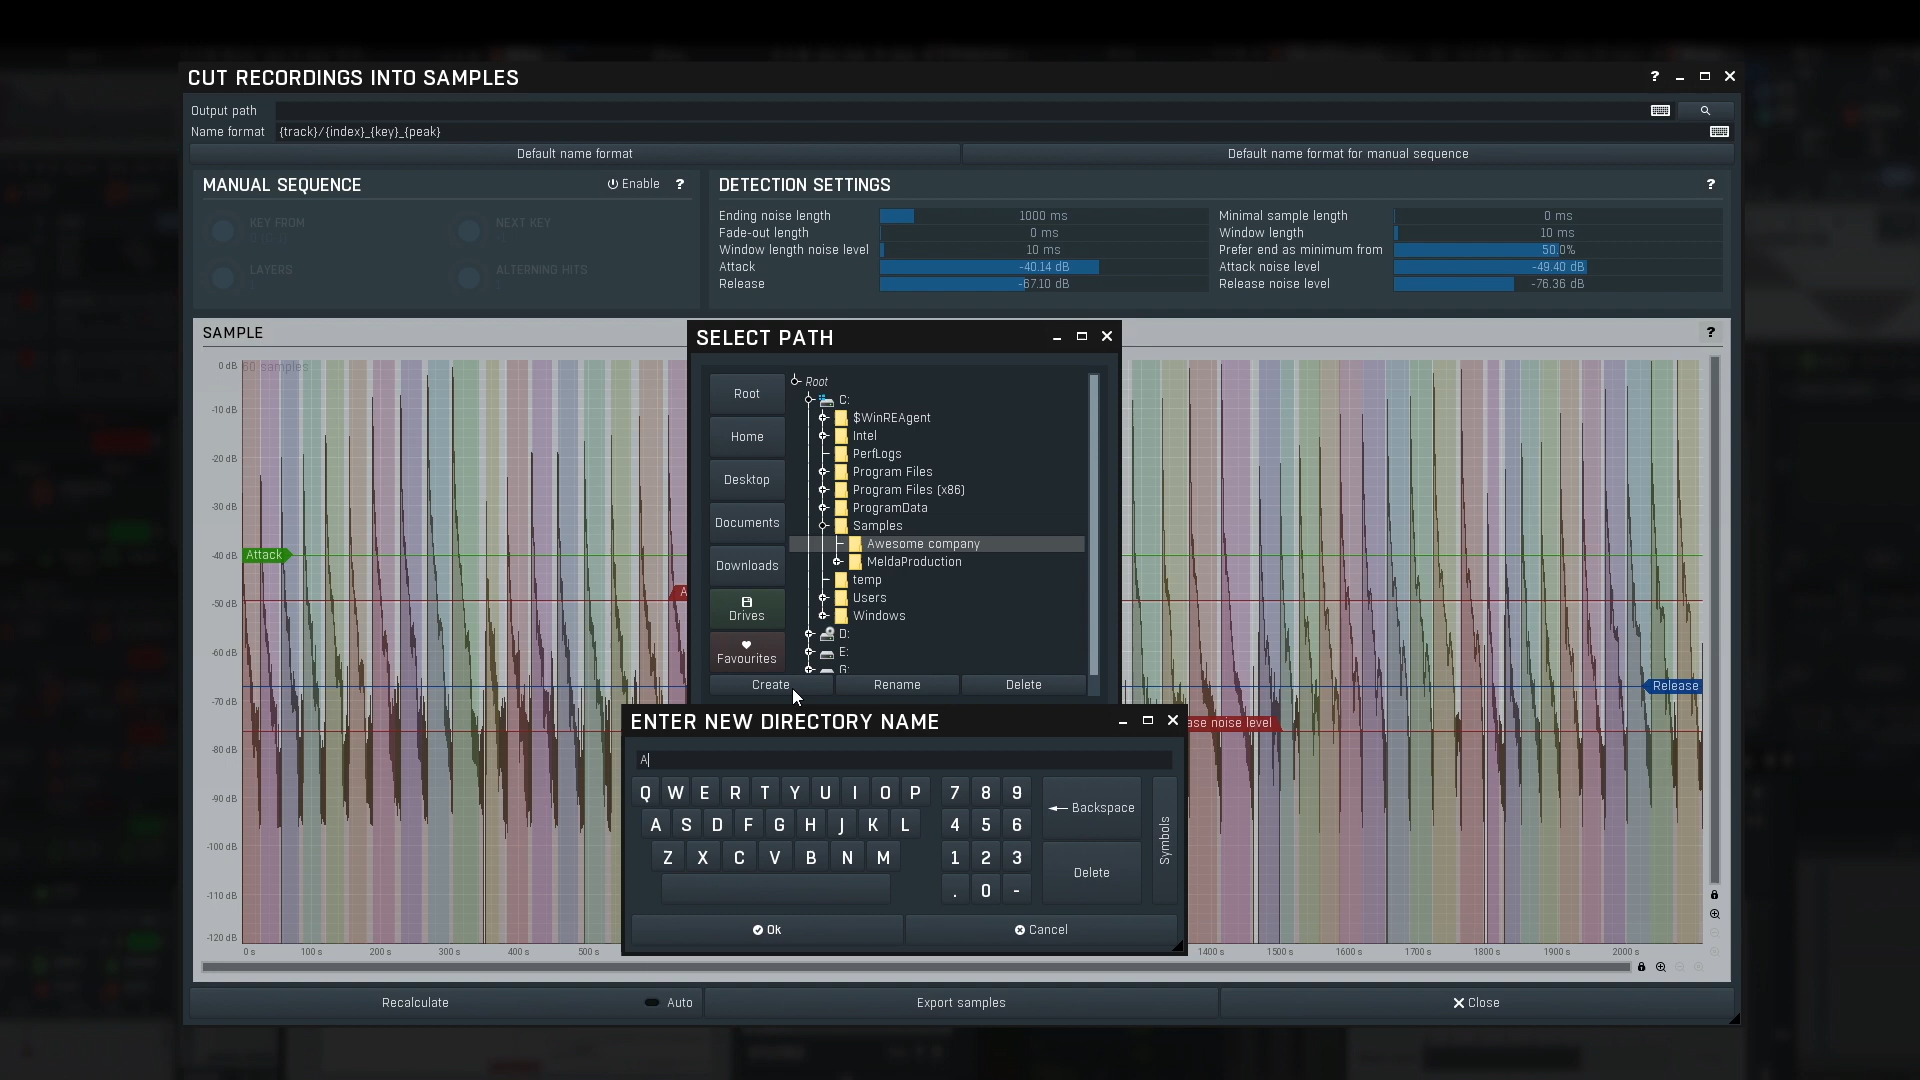 CUT RECORDINGS INTO SAMPLES
?
Output path
Name format {track}/{index}_{key}_{peak}
Default name format Default name format for manual sequence
MANUAL SEQUENCE Enable ?
KEY FROM NEXT KEY
LAYERS ALTERNING HITS
DETECTION SETTINGS ?
Ending noise length 1000 ms Minimal sample length 0 ms
Fade-out length 0 ms Window length 10 ms
Window length noise level 10 ms Prefer end as minimum from 50.0%
Attack -40.14 dB Attack noise level -49.40 dB
Release -67.10 dB Release noise level -76.36 dB
SAMPLE ?
60 samples
0 dB
-10 dB
-20 dB
-30 dB
-40 dB
-50 dB
-60 dB
-70 dB
-80 dB
-90 dB
-100 dB
-110 dB
-120 dB
Attack
A
Release
ase noise level
0 s 100 s 200 s 300 s 400 s 500 s 1400 s 1500 s 1600 s 1700 s 1800 s 1900 s 2000 s
SELECT PATH
Root
Home
Desktop
Documents
Downloads
Drives
Favourites
Root
C:
$WinREAgent
Intel
PerfLogs
Program Files
Program Files (x86)
ProgramData
Samples
Awesome company
MeldaProduction
temp
Users
Windows
D:
E:
G:
Create Rename Delete
ENTER NEW DIRECTORY NAME
A
Q W E R T Y U I O P 7 8 9 Backspace
A S D F G H J K L 4 5 6
Z X C V B N M 1 2 3 Delete
. 0 -
Symbols
Ok Cancel
Recalculate Auto Export samples Close